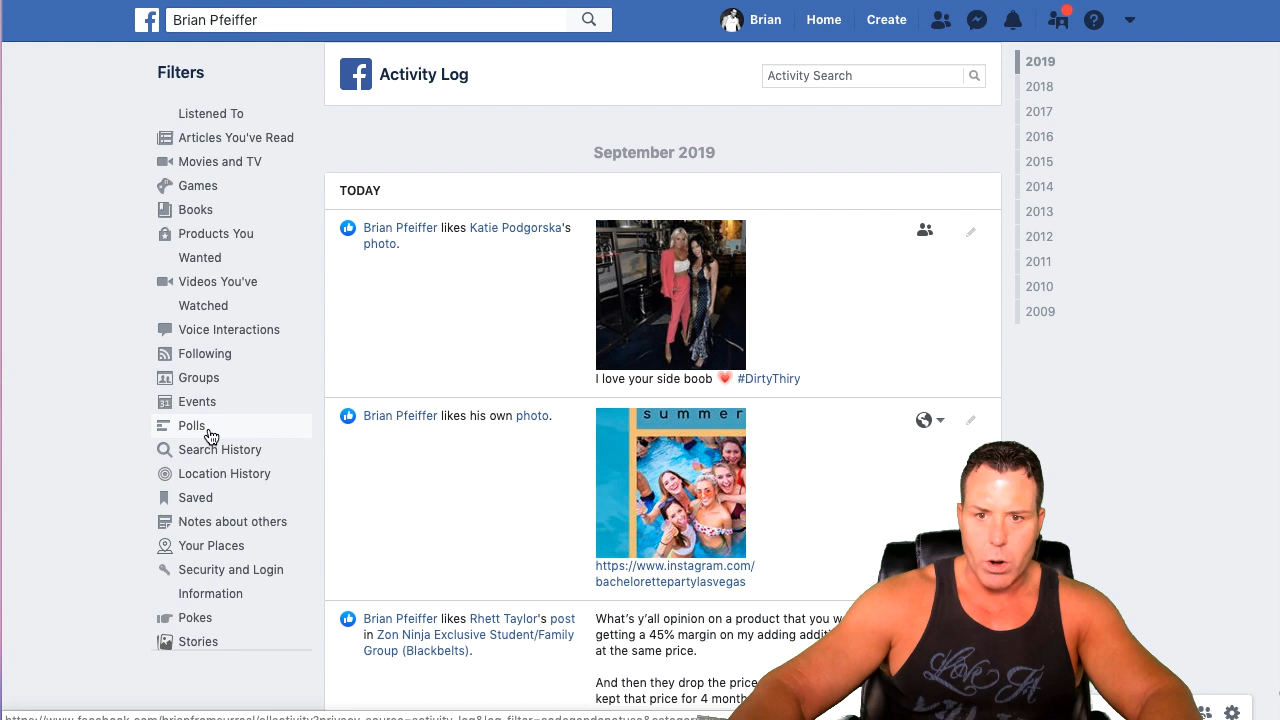 Brian Pfeiffer
Brian
Home
Create
Filters
Listened To
Articles You've Read
Movies and TV
Games
Books
Products You
Wanted
Videos You've
Watched
Voice Interactions
Following
Groups
Events
Polls
Search History
Location History
Saved
Notes about others
Your Places
Security and Login
Information
Pokes
Stories
Activity Log
Activity Search
September 2019
TODAY
Brian Pfeiffer likes Katie Podgorska's
photo.
I love your side boob ❤️ #DirtyThiry
Brian Pfeiffer likes his own photo.
summer
https://www.instagram.com/
bachelorettepartylasvegas
Brian Pfeiffer likes Rhett Taylor's post
in Zon Ninja Exclusive Student/Family
Group (Blackbelts).
What's y'all opinion on a product that you
getting a 45% margin on my adding
at the same price.
And then they drop the price
kept that price for 4
2019
2018
2017
2016
2015
2014
2013
2012
2011
2010
2009